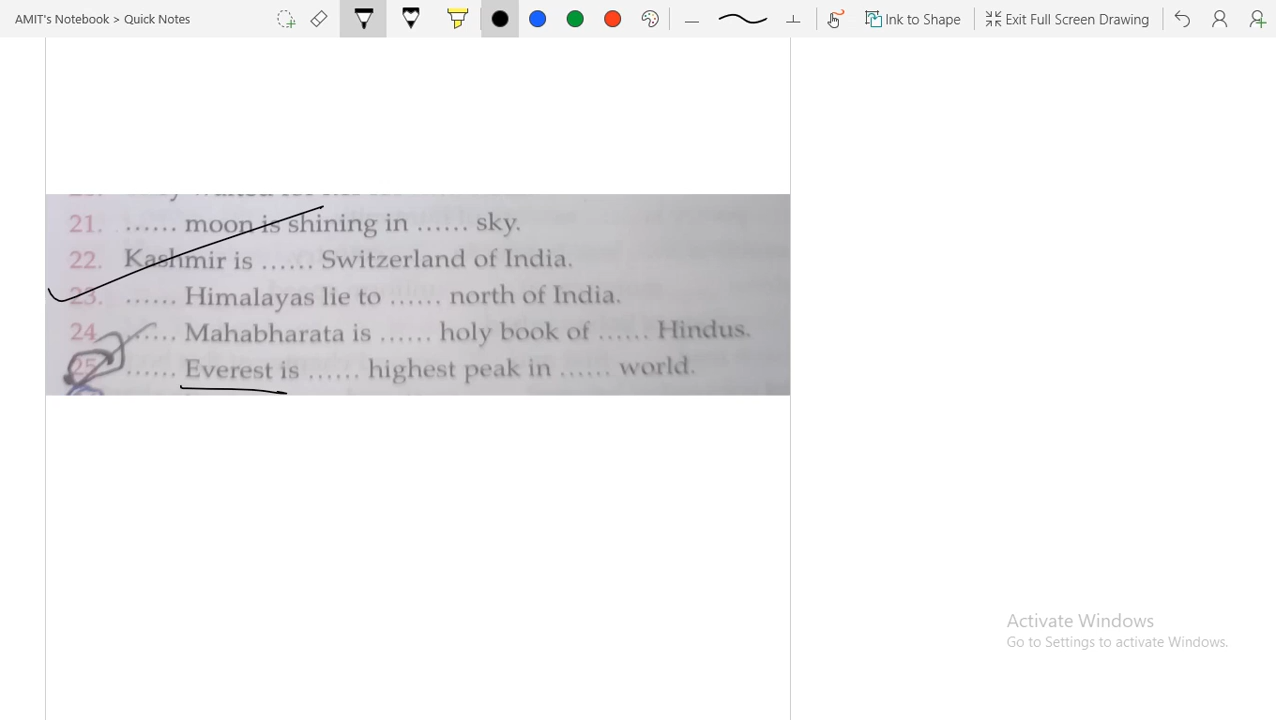 AMIT's Notebook > Quick Notes
Ink to Shape
Exit Full Screen Drawing
21. ...... moon is shining in ...... sky.
22. Kashmir is ...... Switzerland of India.
23. ...... Himalayas lie to ...... north of India.
24. ...... Mahabharata is ...... holy book of ...... Hindus.
25. ...... Everest is ...... highest peak in ...... world.
Activate Windows
Go to Settings to activate Windows.